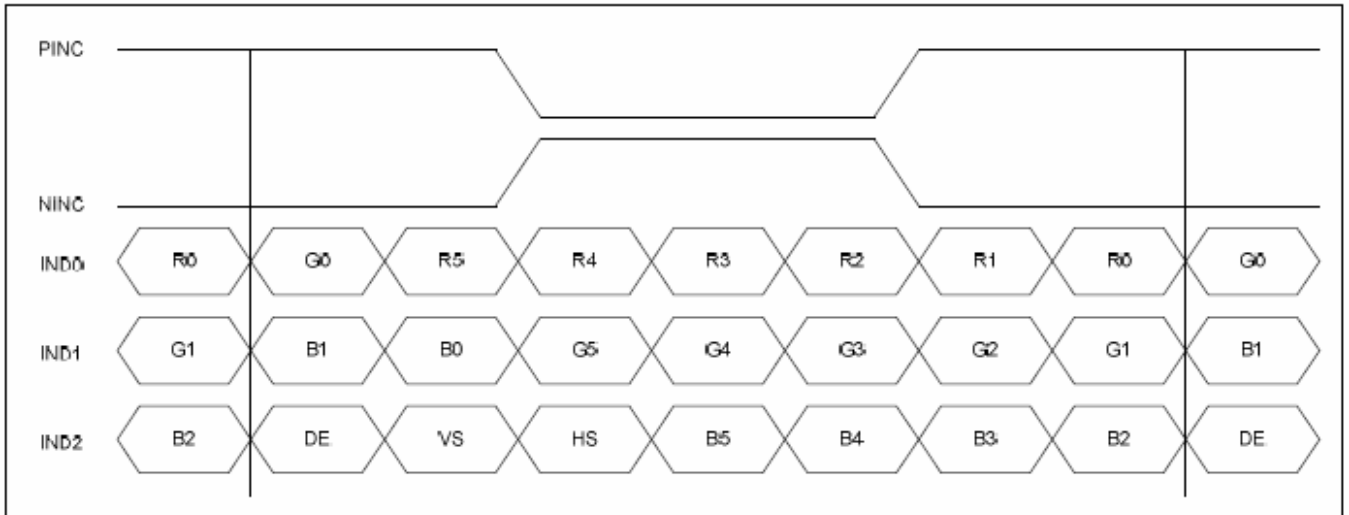 PINC
NINC
IND0 R0 G0 R5 R4 R3 R2 R1 R0 G0
IND1 G1 B1 B0 G5 G4 G3 G2 G1 B1
IND2 B2 DE VS HS B5 B4 B3 B2 DE